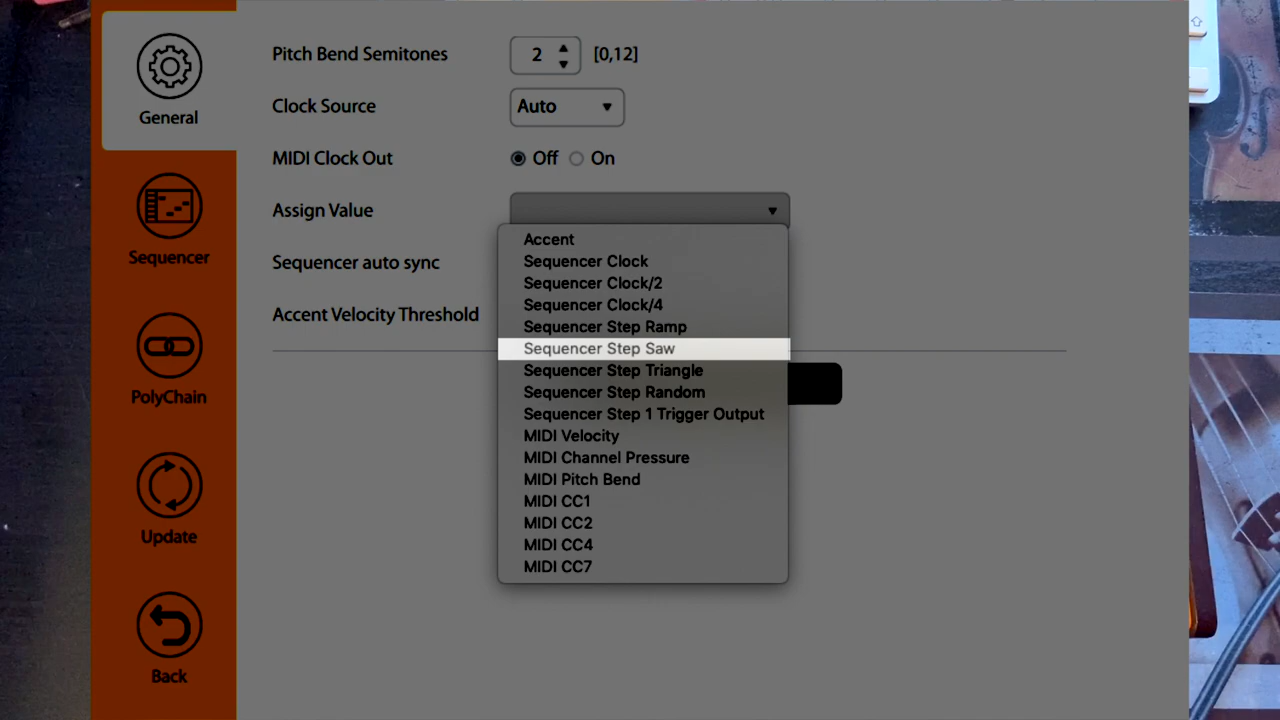 General
Sequencer
PolyChain
Update
Back
Pitch Bend Semitones 2 [0,12]
Clock Source Auto
MIDI Clock Out Off On
Assign Value
Sequencer auto sync
Accent Velocity Threshold
Accent
Sequencer Clock
Sequencer Clock/2
Sequencer Clock/4
Sequencer Step Ramp
Sequencer Step Saw
Sequencer Step Triangle
Sequencer Step Random
Sequencer Step 1 Trigger Output
MIDI Velocity
MIDI Channel Pressure
MIDI Pitch Bend
MIDI CC1
MIDI CC2
MIDI CC4
MIDI CC7